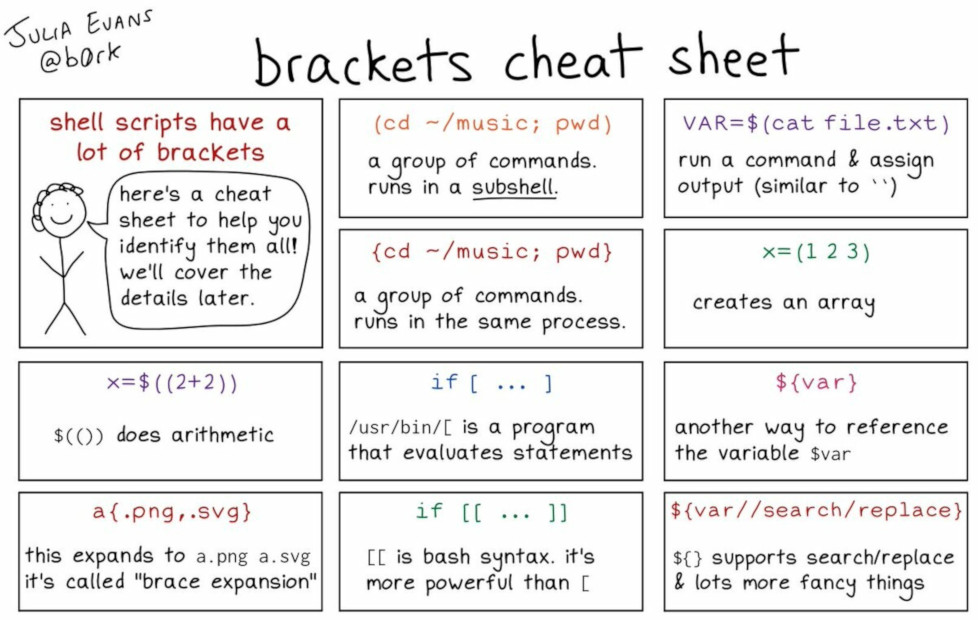 JULIA EVANS
@b0rk
brackets cheat sheet
shell scripts have a
lot of brackets
here's a cheat
sheet to help you
identify them all!
we'll cover the
details later.
(cd ~/music; pwd)
a group of commands.
runs in a subshell.
VAR=$(cat file.txt)
run a command & assign
output (similar to ``)
{cd ~/music; pwd}
a group of commands.
runs in the same process.
x=(1 2 3)
creates an array
x=$((2+2))
$(()) does arithmetic
if [ ... ]
/usr/bin/[ is a program
that evaluates statements
${var}
another way to reference
the variable $var
a{.png,.svg}
this expands to a.png a.svg
it's called "brace expansion"
if [[ ... ]]
[[ is bash syntax. it's
more powerful than [
${var//search/replace}
${} supports search/replace
& lots more fancy things